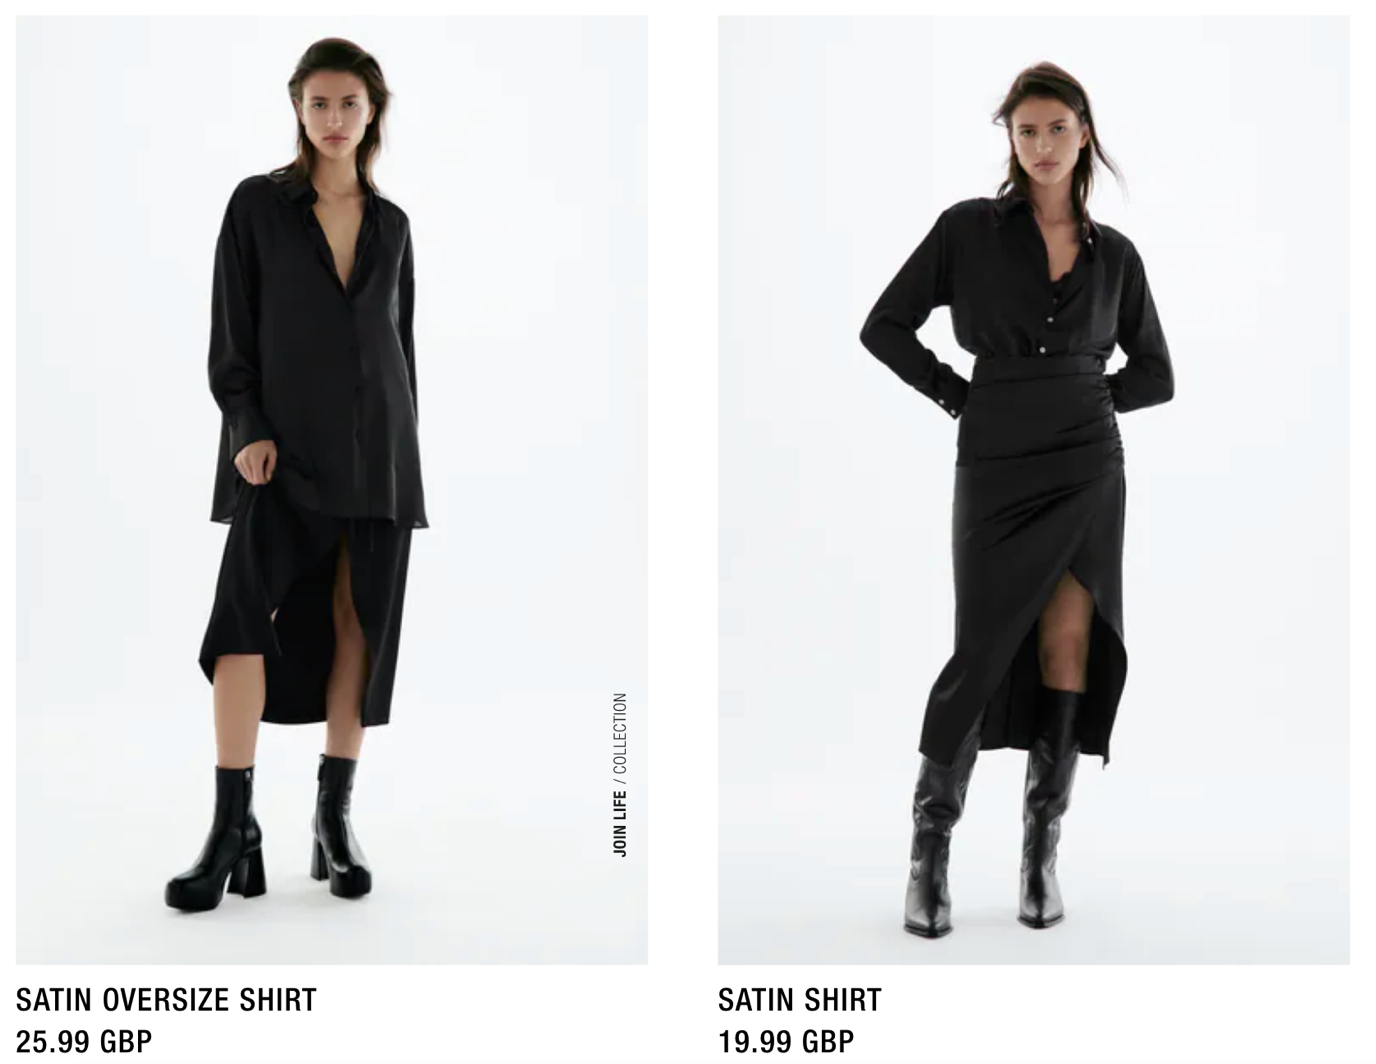 JOIN LIFE / COLLECTION
SATIN OVERSIZE SHIRT
25.99 GBP
SATIN SHIRT
19.99 GBP